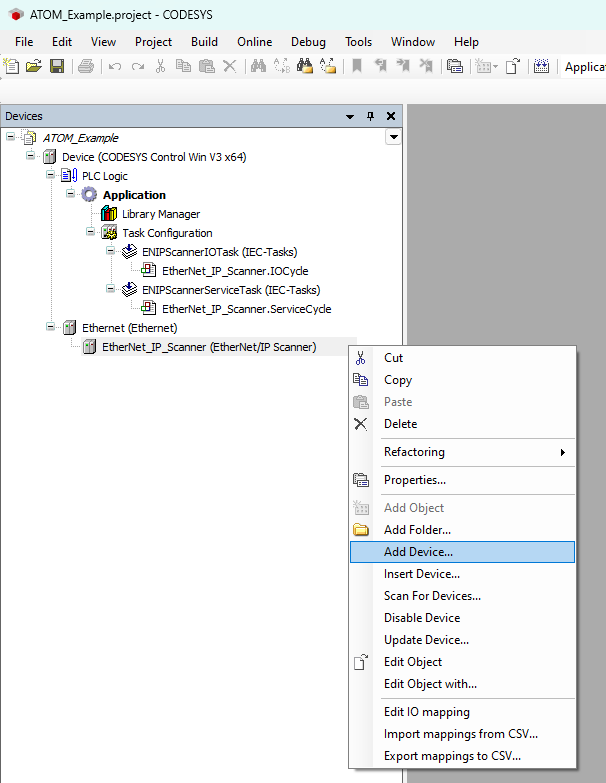 ATOM_Example.project - CODESYS
File Edit View Project Build Online Debug Tools Window Help
Applica
Devices
ATOM_Example
Device (CODESYS Control Win V3 x64)
PLC Logic
Application
Library Manager
Task Configuration
ENIPScannerIOTask (IEC-Tasks)
EtherNet_IP_Scanner.IOCycle
ENIPScannerServiceTask (IEC-Tasks)
EtherNet_IP_Scanner.ServiceCycle
Ethernet (Ethernet)
EtherNet_IP_Scanner (EtherNet/IP Scanner)
Cut
Copy
Paste
Delete
Refactoring
Properties...
Add Object
Add Folder...
Add Device...
Insert Device...
Scan For Devices...
Disable Device
Update Device...
Edit Object
Edit Object with...
Edit IO mapping
Import mappings from CSV...
Export mappings to CSV...